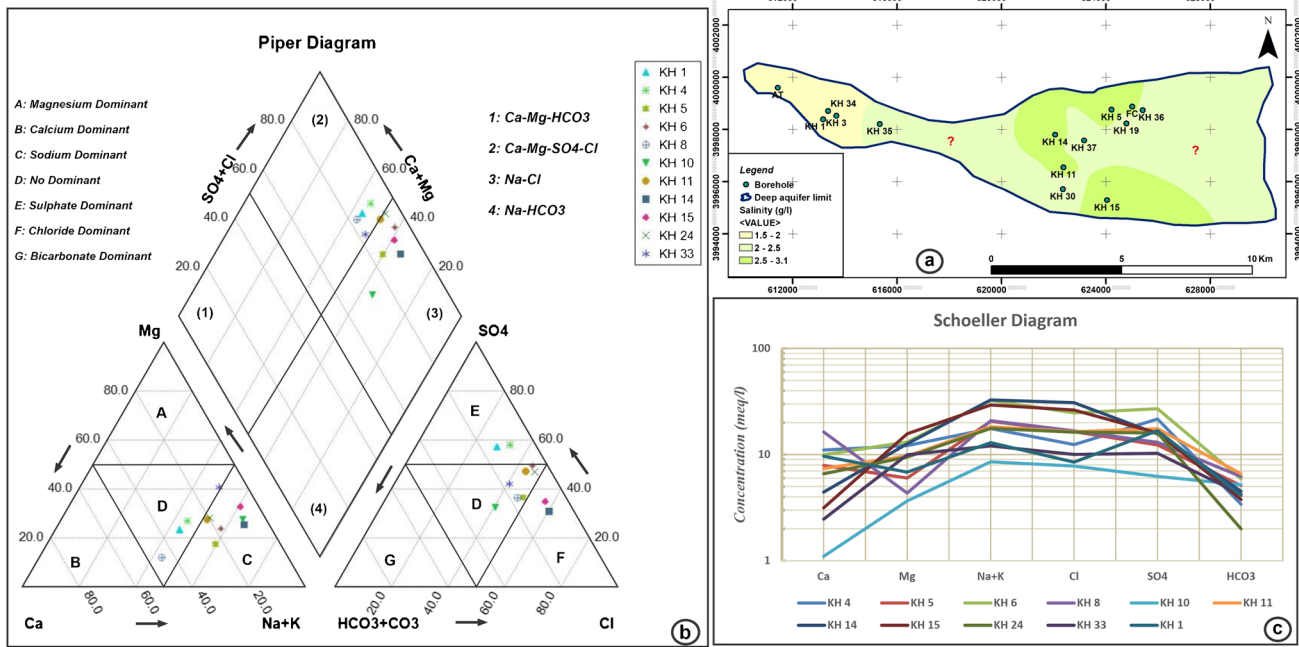 Piper Diagram
A: Magnesium Dominant
B: Calcium Dominant
C: Sodium Dominant
D: No Dominant
E: Sulphate Dominant
F: Chloride Dominant
G: Bicarbonate Dominant
1: Ca-Mg-HCO3
2: Ca-Mg-SO4-Cl
3: Na-Cl
4: Na-HCO3
KH 1
KH 4
KH 5
KH 6
KH 8
KH 10
KH 11
KH 14
KH 15
KH 24
KH 33
SO4+Cl
Ca+Mg
(2)
80.0
80.0
60.0
60.0
40.0
40.0
20.0
20.0
(1)
(3)
(4)
Mg
SO4
80.0
80.0
A
E
60.0
60.0
40.0
40.0
D
D
20.0
20.0
B
C
G
F
80.0
60.0
40.0
20.0
20.0
40.0
60.0
80.0
Ca
Na+K
HCO3+CO3
Cl
b
612000
616000
620000
624000
628000
4002000
4002000
4000000
4000000
3998000
3998000
3996000
3996000
3994000
3994000
N
AT
KH 34
KH 1
KH 3
KH 35
KH 5
FC
KH 36
KH 19
KH 14
KH 37
KH 11
KH 30
KH 15
?
?
Legend
Borehole
Deep aquifer limit
Salinity (g/l)
<VALUE>
1.5 - 2
2 - 2.5
2.5 - 3.1
a
0
5
10 Km
612000
616000
620000
624000
628000
Schoeller Diagram
Concentration (meq/l)
100
10
1
Ca
Mg
Na+K
Cl
SO4
HCO3
KH 4
KH 5
KH 6
KH 8
KH 10
KH 11
KH 14
KH 15
KH 24
KH 33
KH 1
c